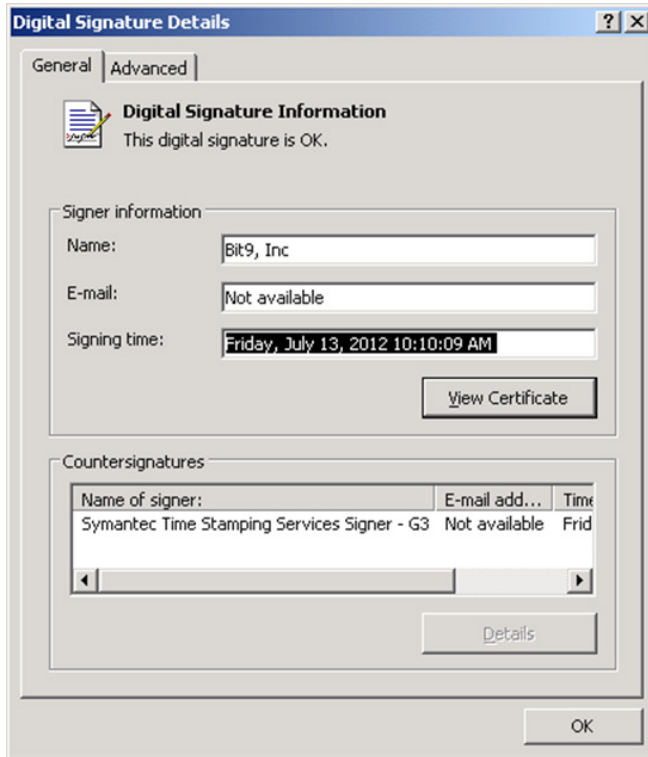 Digital Signature Details
General Advanced
Digital Signature Information
This digital signature is OK.
Signer information
Name: Bit9, Inc
E-mail: Not available
Signing time: Friday, July 13, 2012 10:10:09 AM
View Certificate
Countersignatures
Name of signer: E-mail add... Time
Symantec Time Stamping Services Signer - G3 Not available Frid
Details
OK